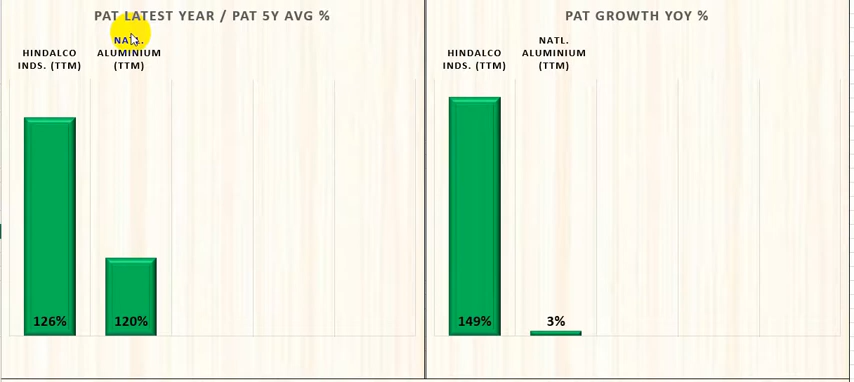 PAT LATEST YEAR / PAT 5Y AVG %
HINDALCO
INDS. (TTM)
NATL.
ALUMINIUM
(TTM)
126%
120%
PAT GROWTH YOY %
HINDALCO
INDS. (TTM)
NATL.
ALUMINIUM
(TTM)
149%
3%